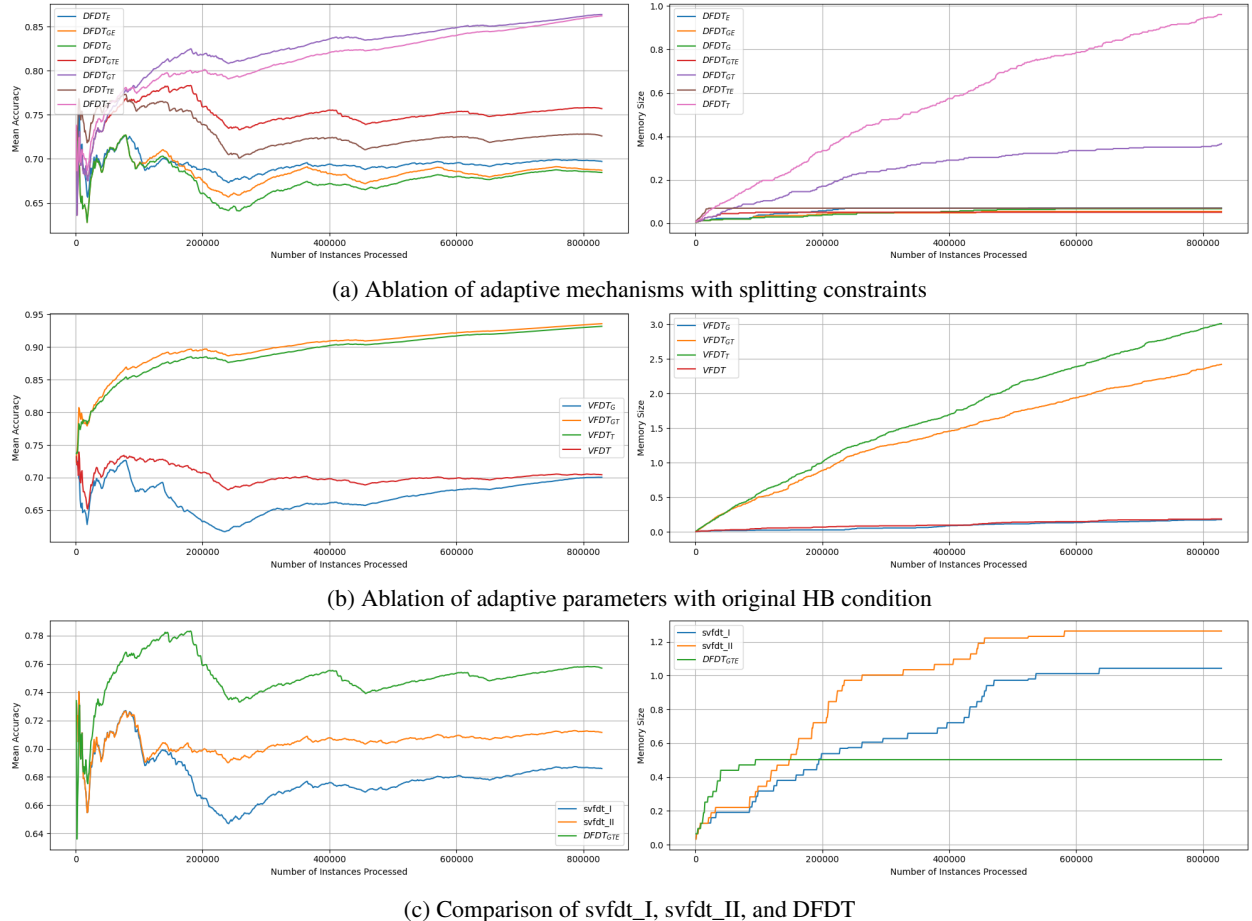 DFDT_E
DFDT_GE
DFDT_G
DFDT_GTE
DFDT_GT
DFDT_TE
DFDT_T
0.85
0.80
0.75
0.70
0.65
Mean Accuracy
0 200000 400000 600000 800000
Number of Instances Processed
DFDT_E
DFDT_GE
DFDT_G
DFDT_GTE
DFDT_GT
DFDT_TE
DFDT_T
1.0
0.8
0.6
0.4
0.2
0.0
Memory Size
0 200000 400000 600000 800000
Number of Instances Processed
(a) Ablation of adaptive mechanisms with splitting constraints
0.95
0.90
0.85
0.80
0.75
0.70
0.65
Mean Accuracy
VFDT_G
VFDT_GT
VFDT_T
VFDT
0 200000 400000 600000 800000
Number of Instances Processed
VFDT_G
VFDT_GT
VFDT_T
VFDT
3.0
2.5
2.0
1.5
1.0
0.5
0.0
Memory Size
0 200000 400000 600000 800000
Number of Instances Processed
(b) Ablation of adaptive parameters with original HB condition
0.78
0.76
0.74
0.72
0.70
0.68
0.66
0.64
Mean Accuracy
svfdt_I
svfdt_II
DFDT_GTE
0 200000 400000 600000 800000
Number of Instances Processed
svfdt_I
svfdt_II
DFDT_GTE
1.2
1.0
0.8
0.6
0.4
0.2
0.0
Memory Size
0 200000 400000 600000 800000
Number of Instances Processed
(c) Comparison of svfdt_I, svfdt_II, and DFDT